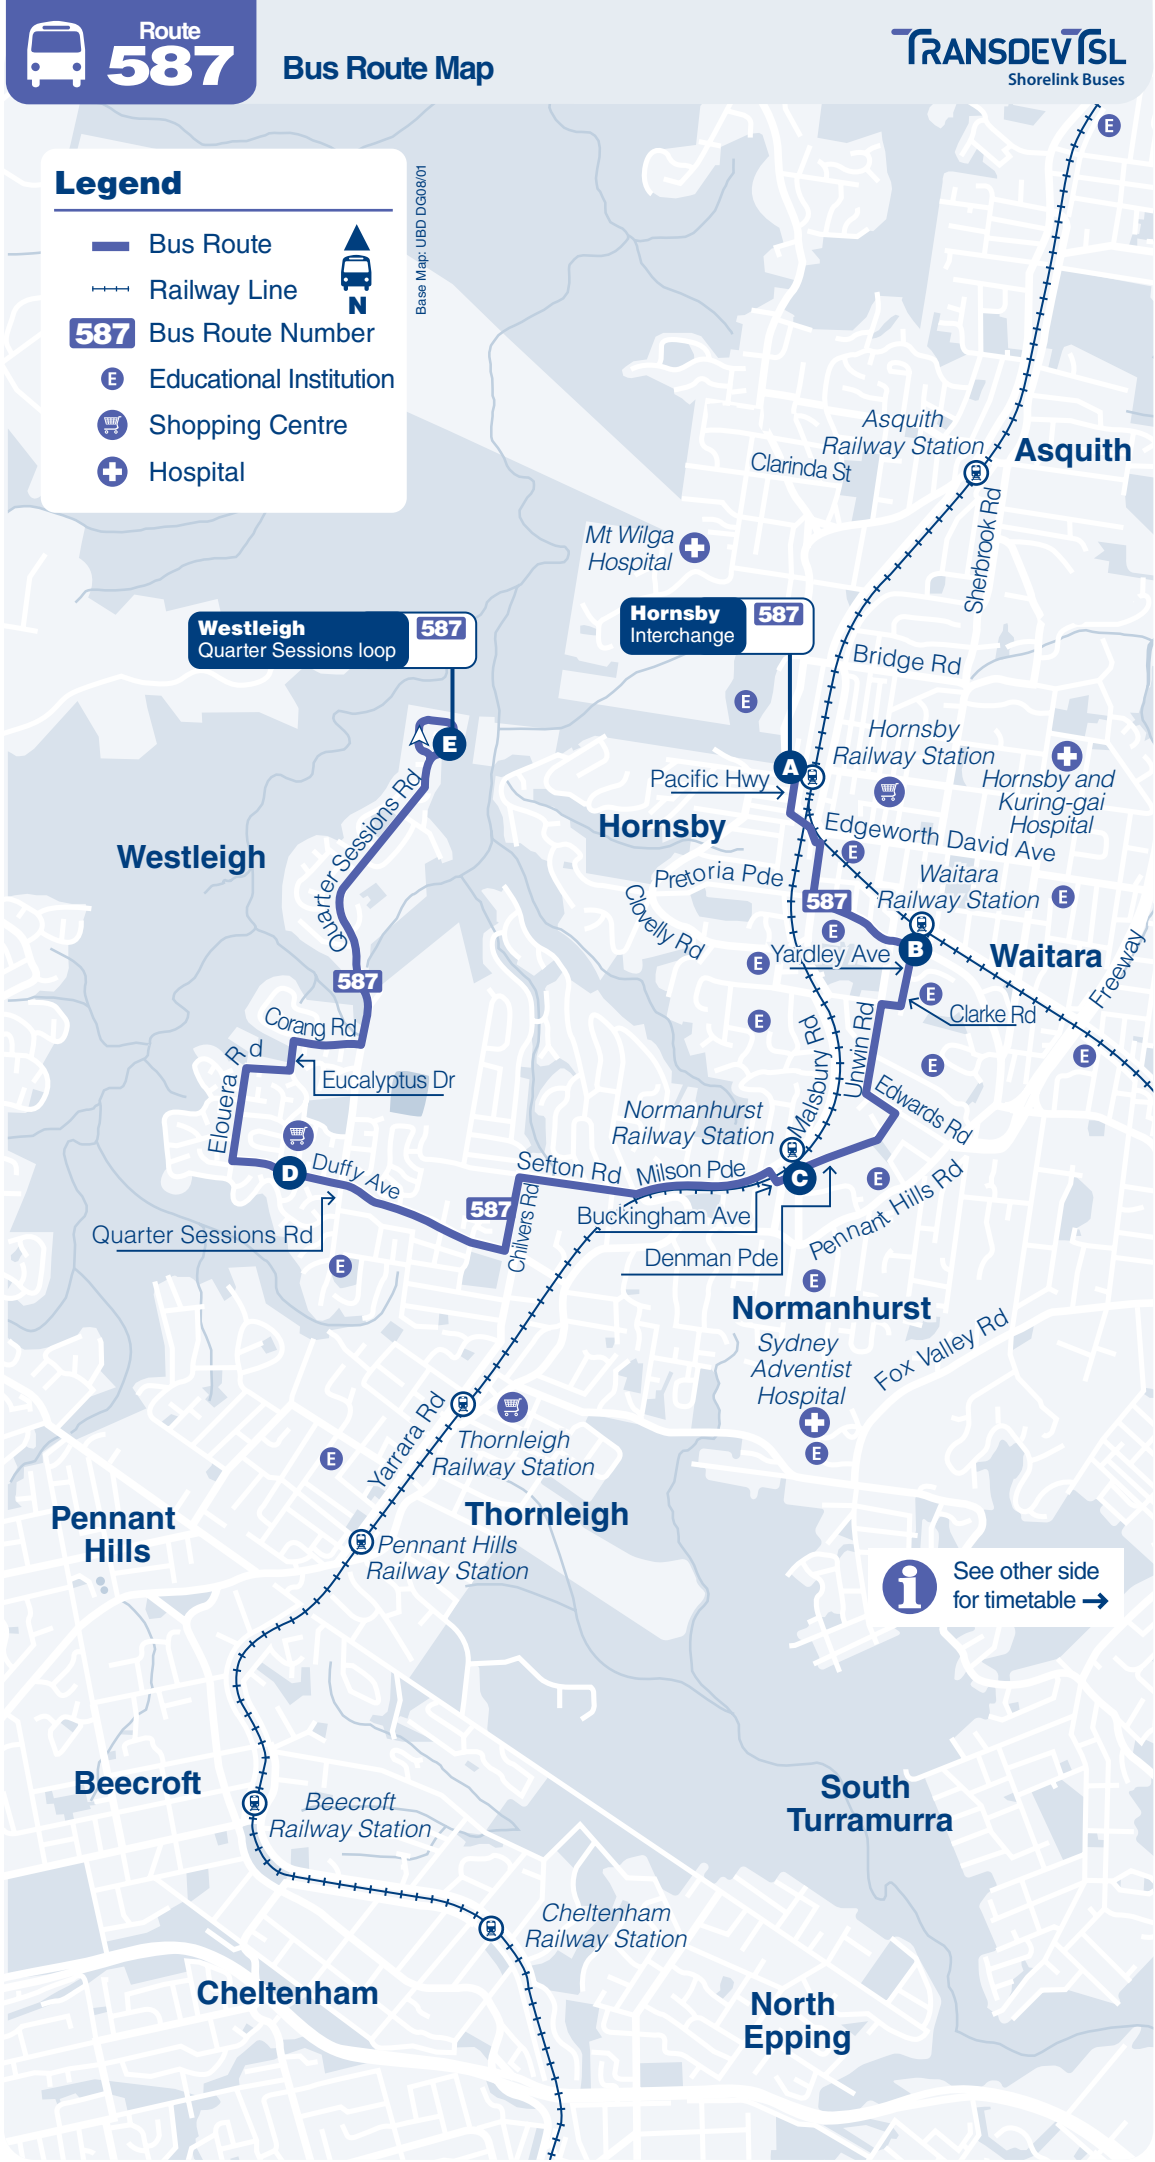 Route
587
Bus Route Map
TRANSDEVTSL
Shorelink Buses
Legend
Bus Route
Railway Line
N
587 Bus Route Number
E Educational Institution
Shopping Centre
Hospital
Base Map: UBD DG08/01
E
Asquith
Railway Station
Asquith
Clarinda St
Sherbrook Rd
Mt Wilga
Hospital
Westleigh
Quarter Sessions loop
587
Hornsby
Interchange
587
Bridge Rd
E
E
A
Hornsby
Railway Station
Pacific Hwy
Hornsby and
Kuring-gai
Hospital
Hornsby
Edgeworth David Ave
E
Westleigh
Quarter Sessions Rd
Pretoria Pde
Waitara
Railway Station
E
587
Clovelly Rd
E
B
Yardley Ave
E
Waitara
Freeway
587
E
Clarke Rd
E
Corang Rd
Malsbury Rd
Unwin Rd
E
E
Elouera Rd
Eucalyptus Dr
Edwards Rd
Normanhurst
Railway Station
D
Duffy Ave
Sefton Rd
Milson Pde
C
E
587
Chilvers Rd
Buckingham Ave
Pennant Hills Rd
Quarter Sessions Rd
Denman Pde
E
E
Normanhurst
Sydney
Adventist
Hospital
Fox Valley Rd
E
Yarrara Rd
Thornleigh
Railway Station
E
Thornleigh
Pennant
Hills
Pennant Hills
Railway Station
i
See other side
for timetable →
Beecroft
Beecroft
Railway Station
South
Turramurra
Cheltenham
Railway Station
Cheltenham
North
Epping